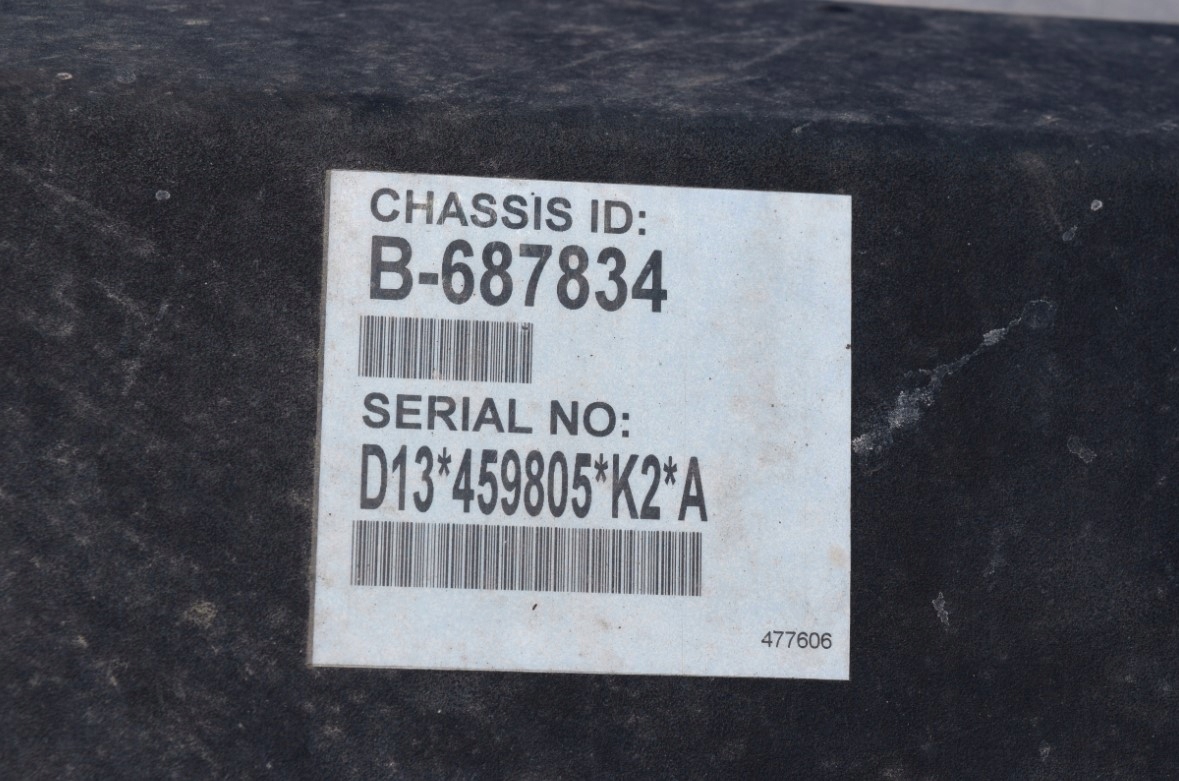 CHASSIS ID:
B-687834
SERIAL NO:
D13*459805*K2*A
477606